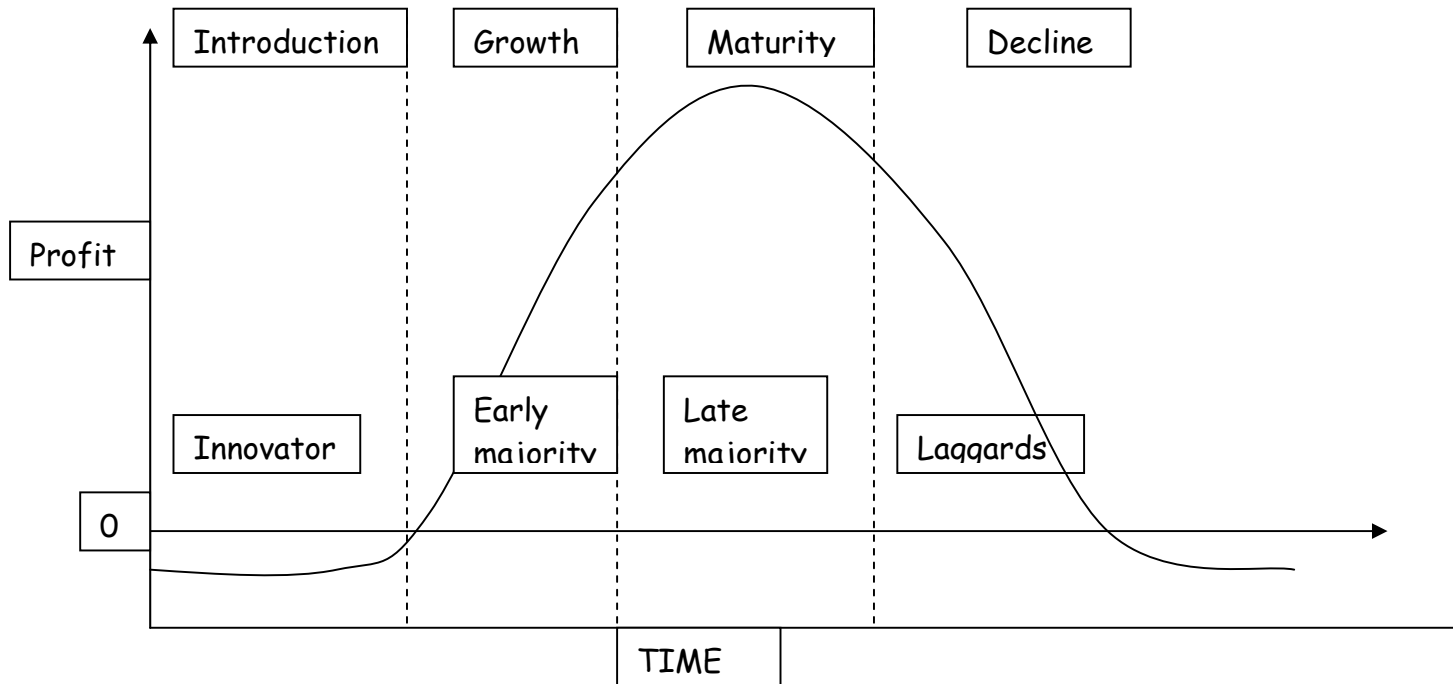 Introduction
Growth
Maturity
Decline
Profit
Early
majority
Late
majority
Innovator
Laggards
0
TIME